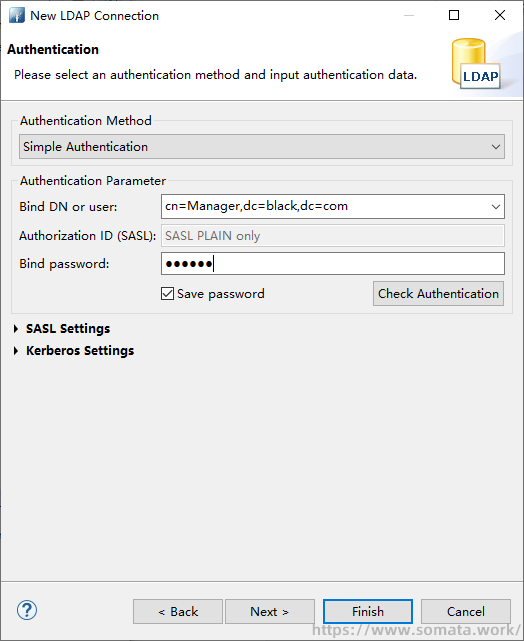 New LDAP Connection
Authentication
Please select an authentication method and input authentication data.
LDAP
Authentication Method
Simple Authentication
Authentication Parameter
Bind DN or user:
cn=Manager,dc=black,dc=com
Authorization ID (SASL):
SASL PLAIN only
Bind password:
●●●●●●
Save password
Check Authentication
SASL Settings
Kerberos Settings
?
< Back
Next >
Finish
Cancel
https://www.somata.work/